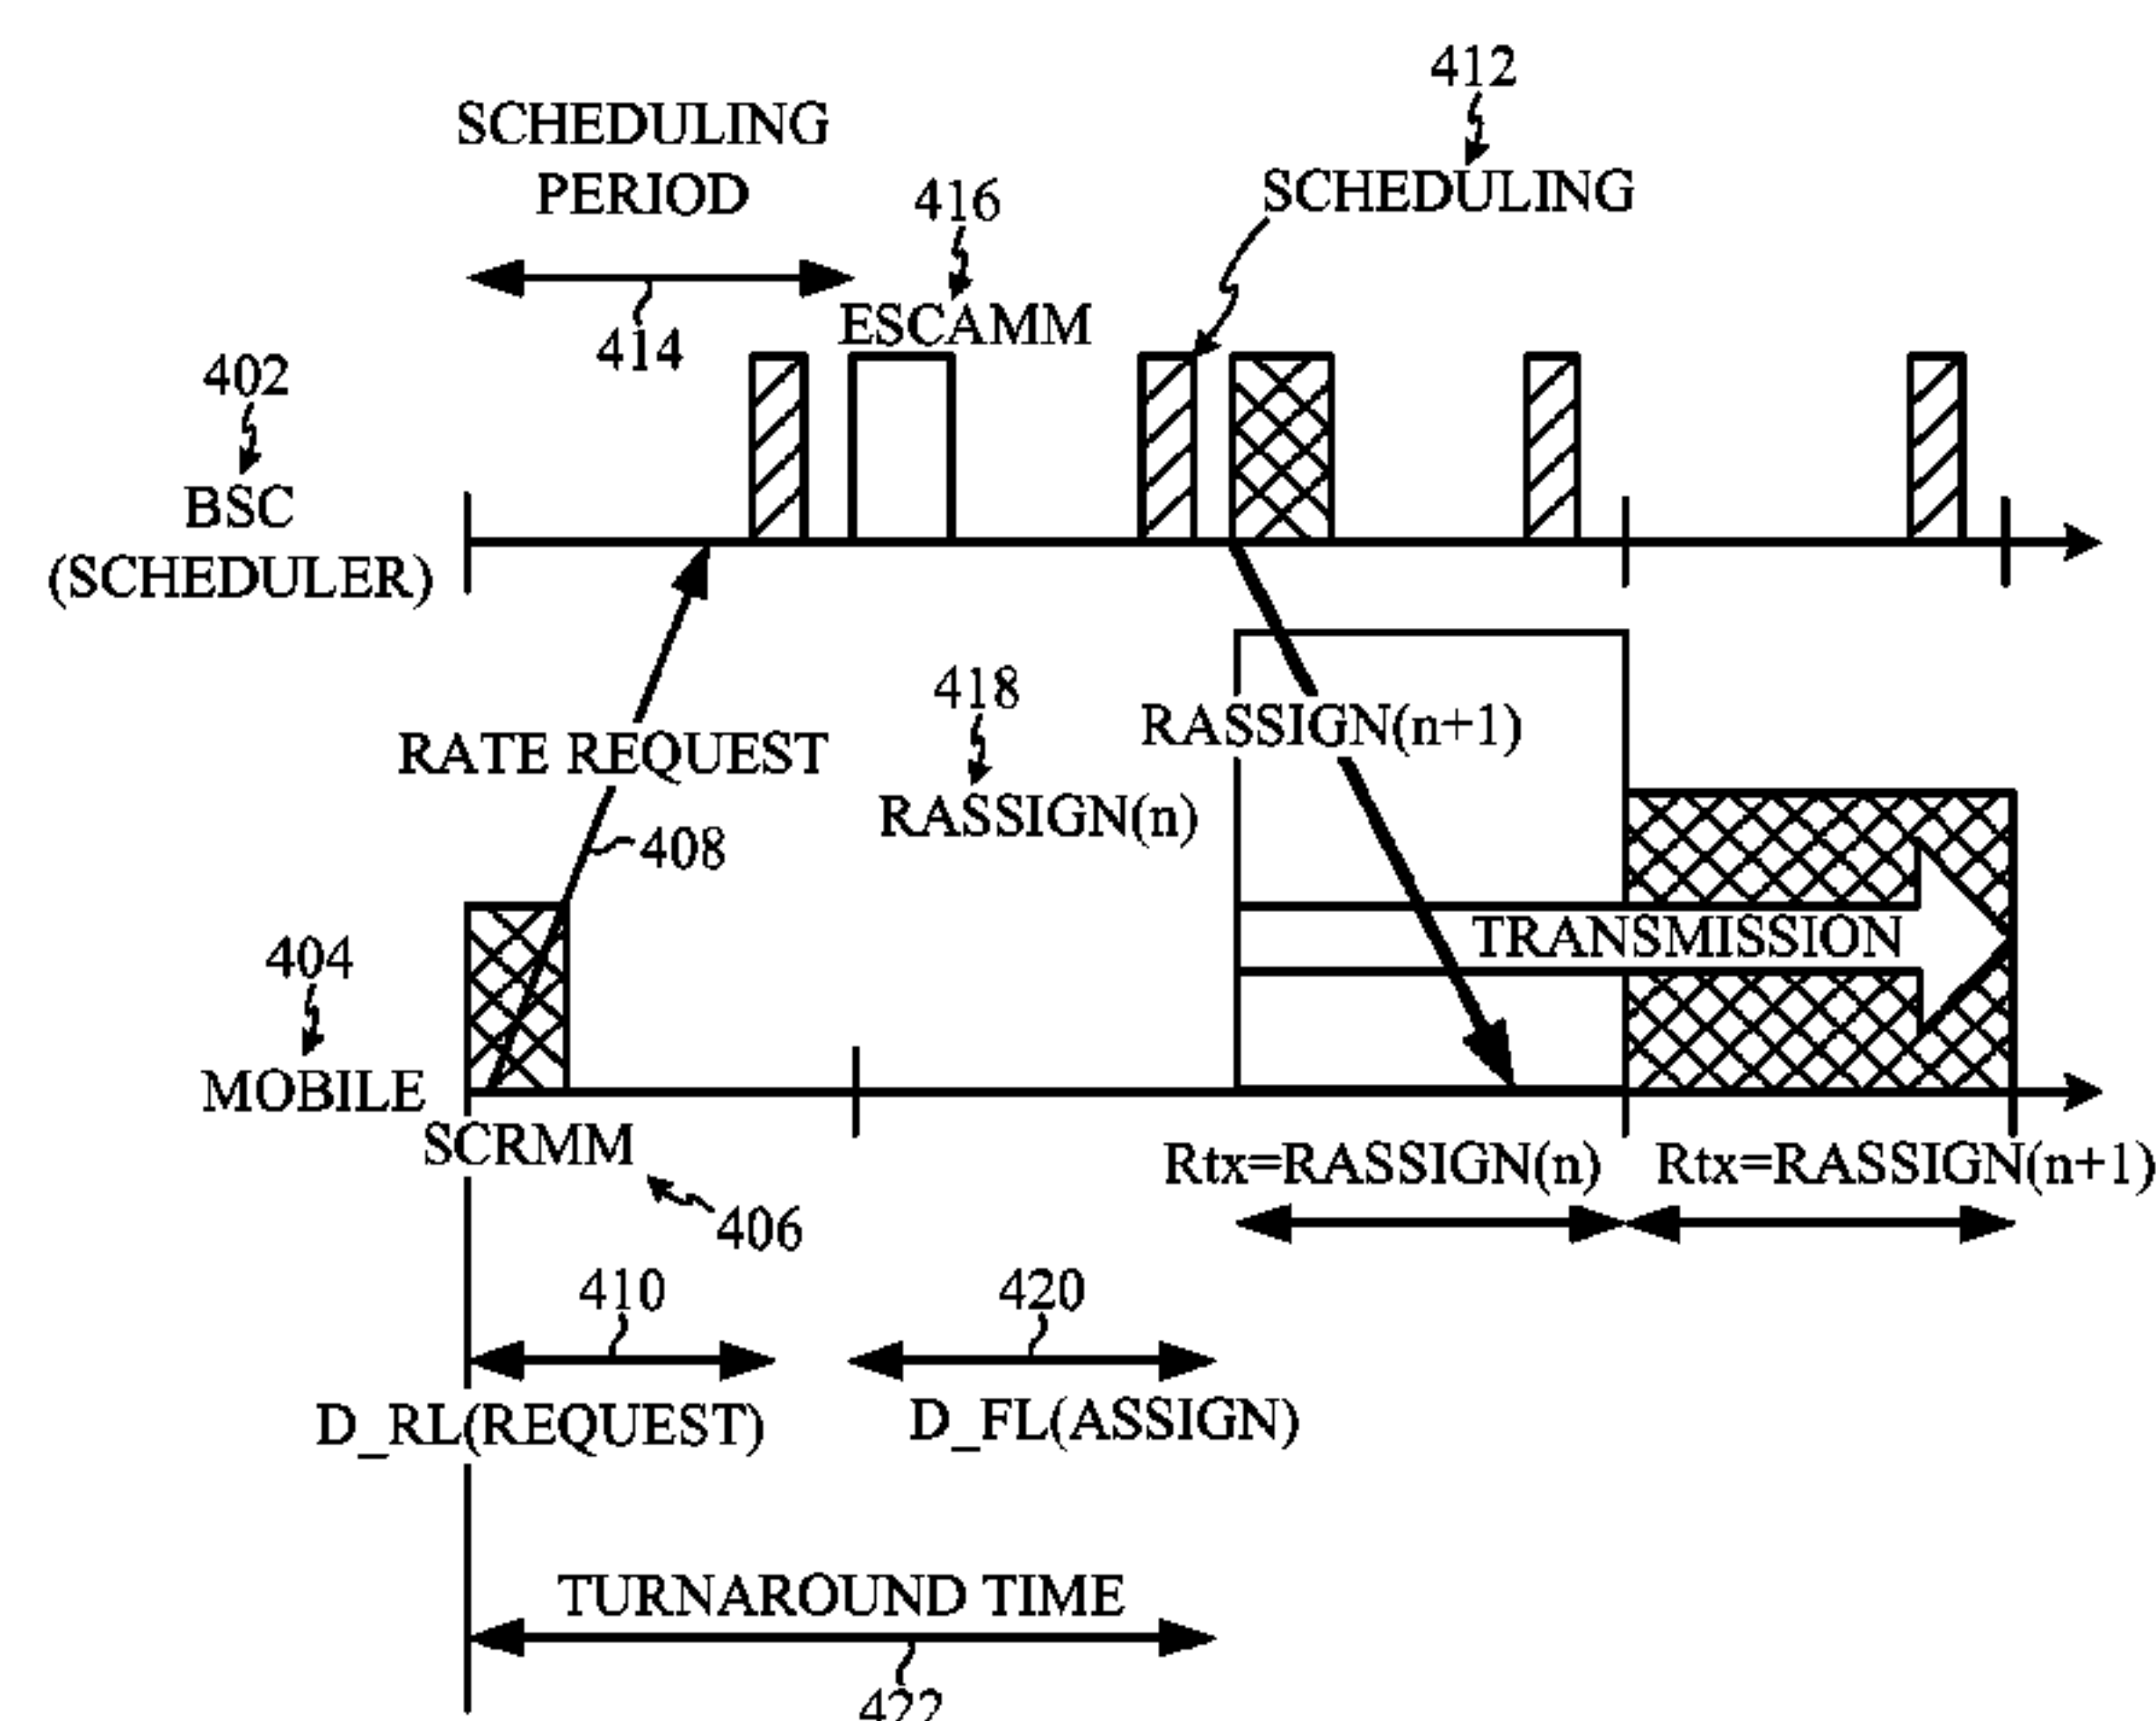 412
SCHEDULING
PERIOD
416
SCHEDULING
414
ESCAMM
402
BSC
(SCHEDULER)
418
RASSIGN(n+1)
RATE REQUEST
RASSIGN(n)
408
404
TRANSMISSION
MOBILE
SCRMM
Rtx=RASSIGN(n)
Rtx=RASSIGN(n+1)
406
410
420
D_RL(REQUEST)
D_FL(ASSIGN)
TURNAROUND TIME
422